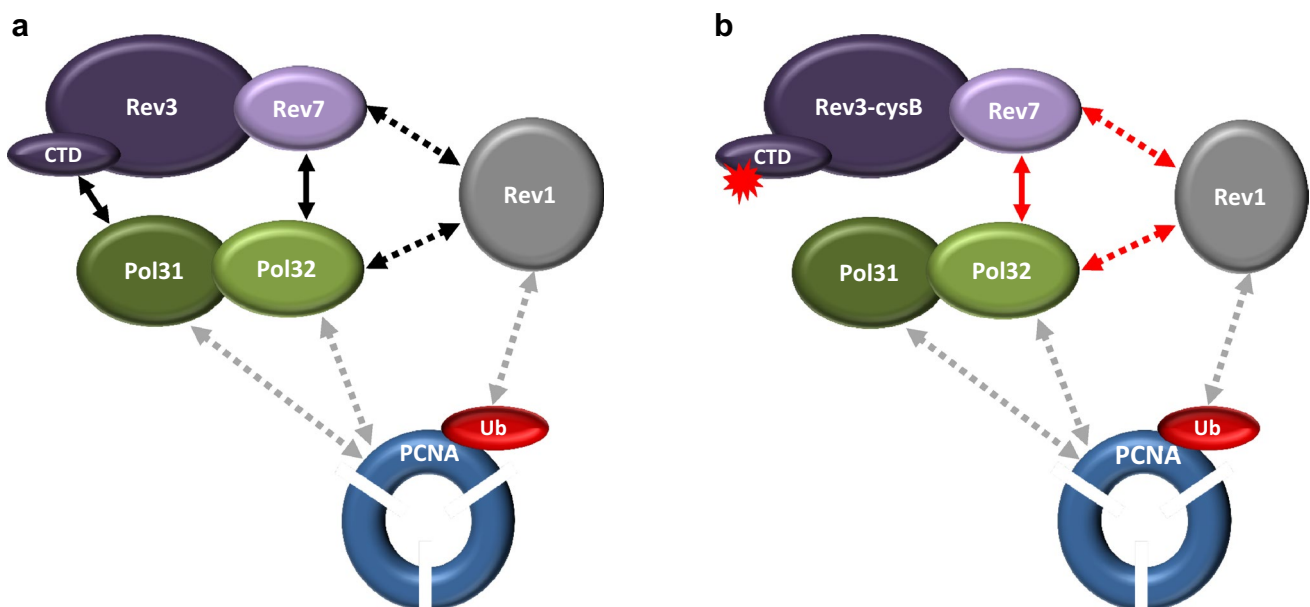 a
Rev3
Rev7
CTD
Rev1
Pol31
Pol32
Ub
PCNA
b
Rev3-cysB
Rev7
CTD
Rev1
Pol31
Pol32
Ub
PCNA